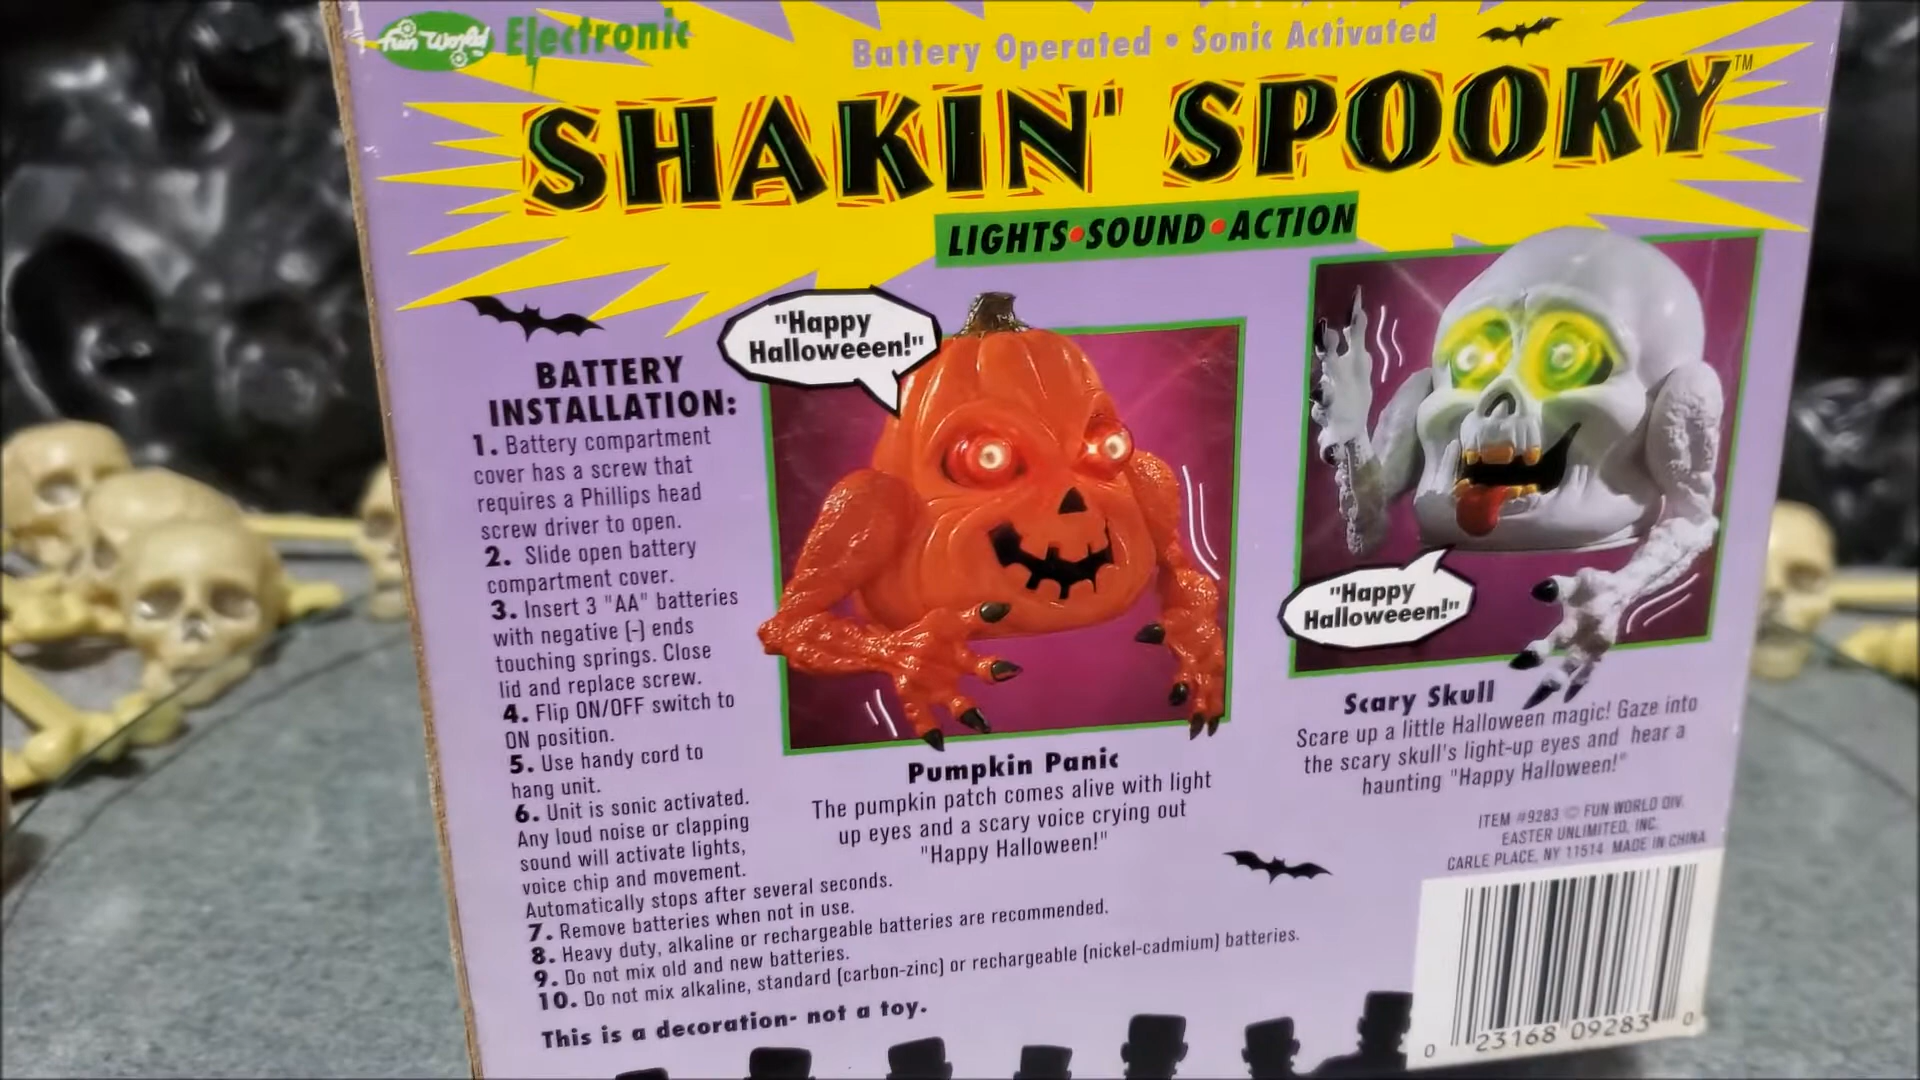 fun World Electronic
Battery Operated • Sonic Activated
SHAKIN' SPOOKY™
LIGHTS•SOUND•ACTION
BATTERY
INSTALLATION:
1. Battery compartment
cover has a screw that
requires a Phillips head
screw driver to open.
2. Slide open battery
compartment cover.
3. Insert 3 "AA" batteries
with negative (-) ends
touching springs. Close
lid and replace screw.
4. Flip ON/OFF switch to
ON position.
5. Use handy cord to
hang unit.
6. Unit is sonic activated.
Any loud noise or clapping
sound will activate lights,
voice chip and movement.
Automatically stops after several seconds.
7. Remove batteries when not in use.
8. Heavy duty, alkaline or rechargeable batteries are recommended.
9. Do not mix old and new batteries.
10. Do not mix alkaline, standard (carbon-zinc) or rechargeable (nickel-cadmium) batteries.
This is a decoration- not a toy.
"Happy
Halloweeen!"
Pumpkin Panic
The pumpkin patch comes alive with light
up eyes and a scary voice crying out
"Happy Halloween!"
"Happy
Halloweeen!"
Scary Skull
Scare up a little Halloween magic! Gaze into
the scary skull's light-up eyes and hear a
haunting "Happy Halloween!"
ITEM #9283 © FUN WORLD DIV.
EASTER UNLIMITED, INC.
CARLE PLACE, NY 11514 MADE IN CHINA
0 23168 09283 0